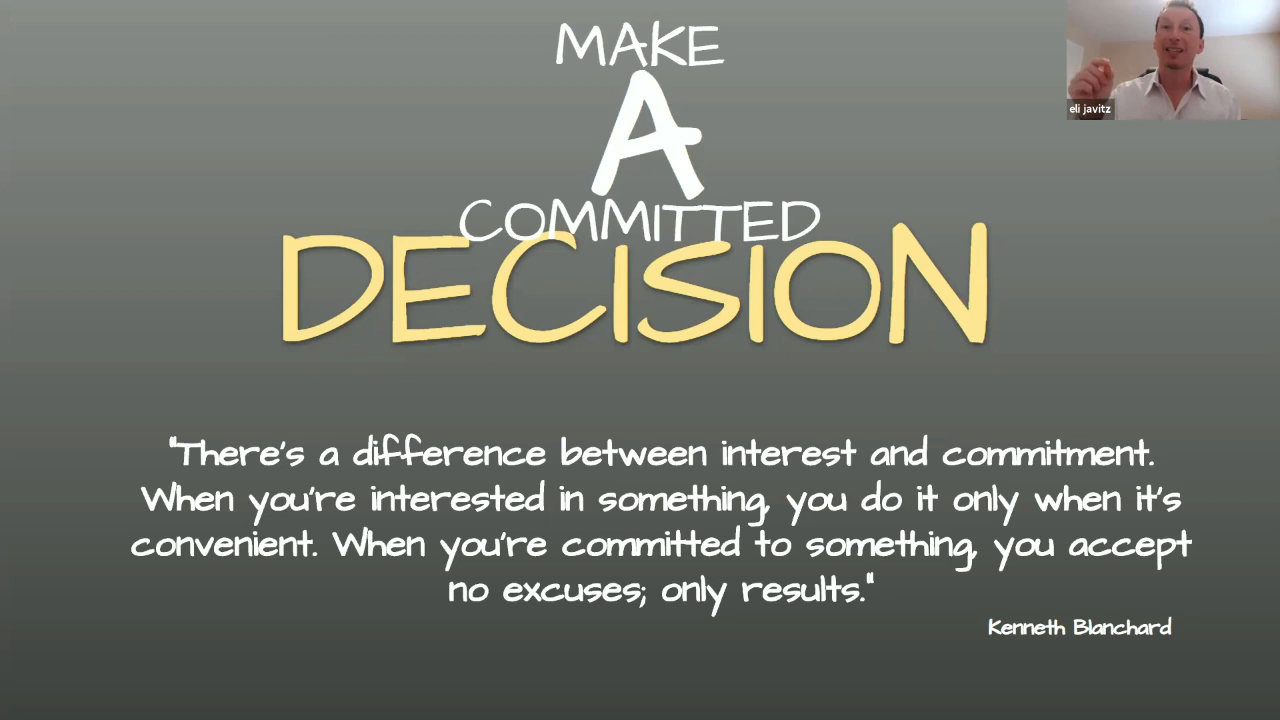 MAKE
A
COMMITTED
DECISION
eli javitz
"There's a difference between interest and commitment.
When you're interested in something, you do it only when it's
convenient. When you're committed to something, you accept
no excuses; only results."
Kenneth Blanchard